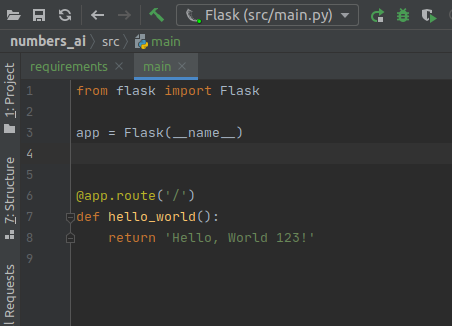 Flask (src/main.py)
numbers_ai src main
requirements main
1: Project
7: Structure
l Requests
1 from flask import Flask
2
3 app = Flask(__name__)
4
5
6 @app.route('/')
7 def hello_world():
8     return 'Hello, World 123!'
9